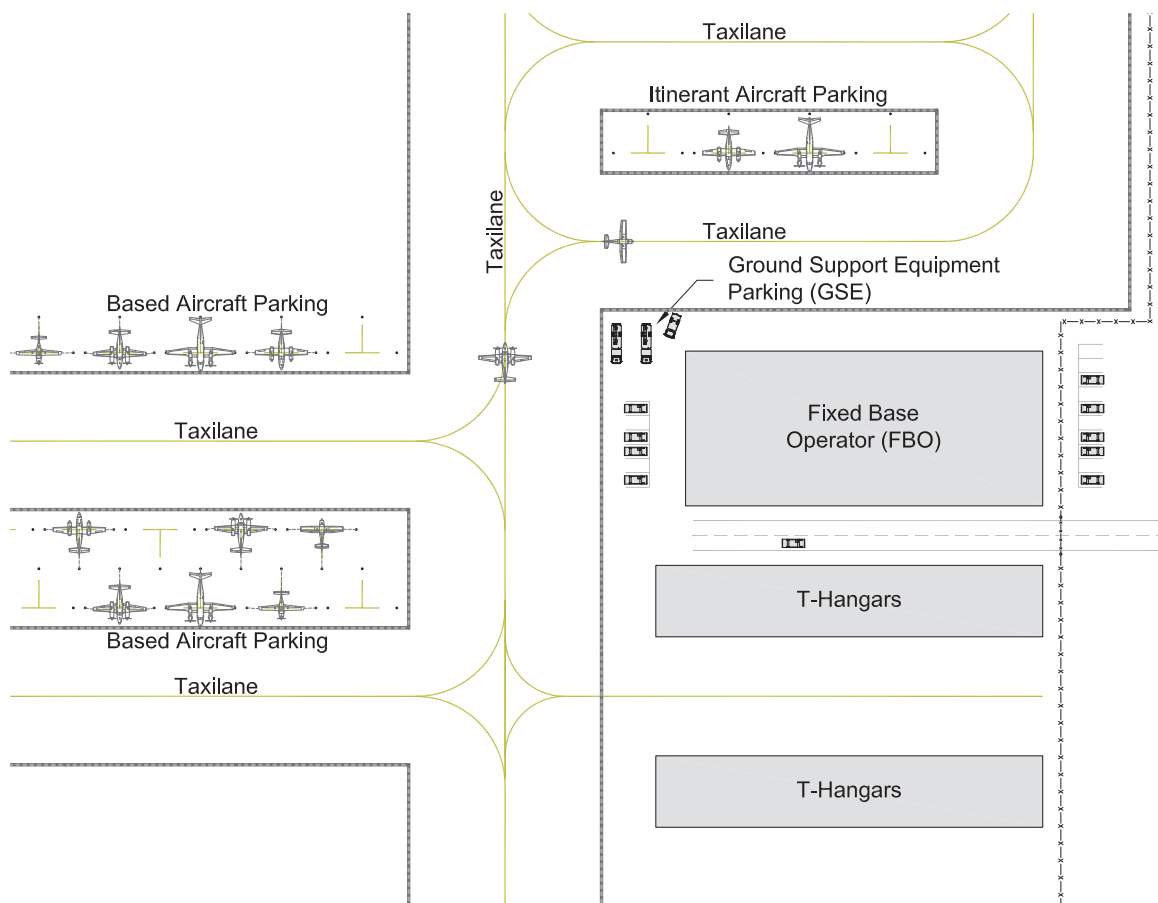 Taxilane
Itinerant Aircraft Parking
Taxilane
Taxilane
Ground Support Equipment
Parking (GSE)
Based Aircraft Parking
Taxilane
Fixed Base
Operator (FBO)
T-Hangars
Based Aircraft Parking
Taxilane
T-Hangars